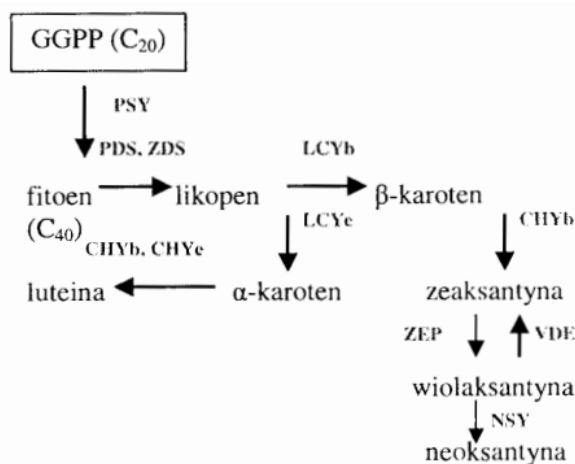 GGPP (C20)
PSY
PDS, ZDS
LCYb
fitoen
likopen
β-karoten
(C40)
LCYe
CHYb
CHYb, CHYe
luteina
α-karoten
zeaksantyna
ZEP
VDE
wiolaksantyna
NSY
neoksantyna